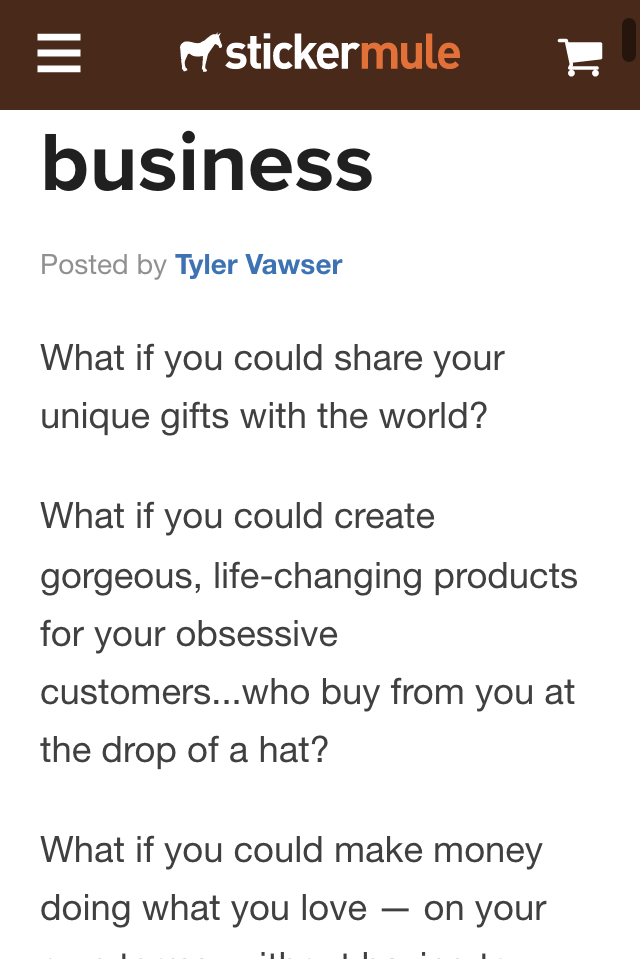 stickermule
business
Posted by Tyler Vawser
What if you could share your
unique gifts with the world?
What if you could create
gorgeous, life-changing products
for your obsessive
customers...who buy from you at
the drop of a hat?
What if you could make money
doing what you love — on your